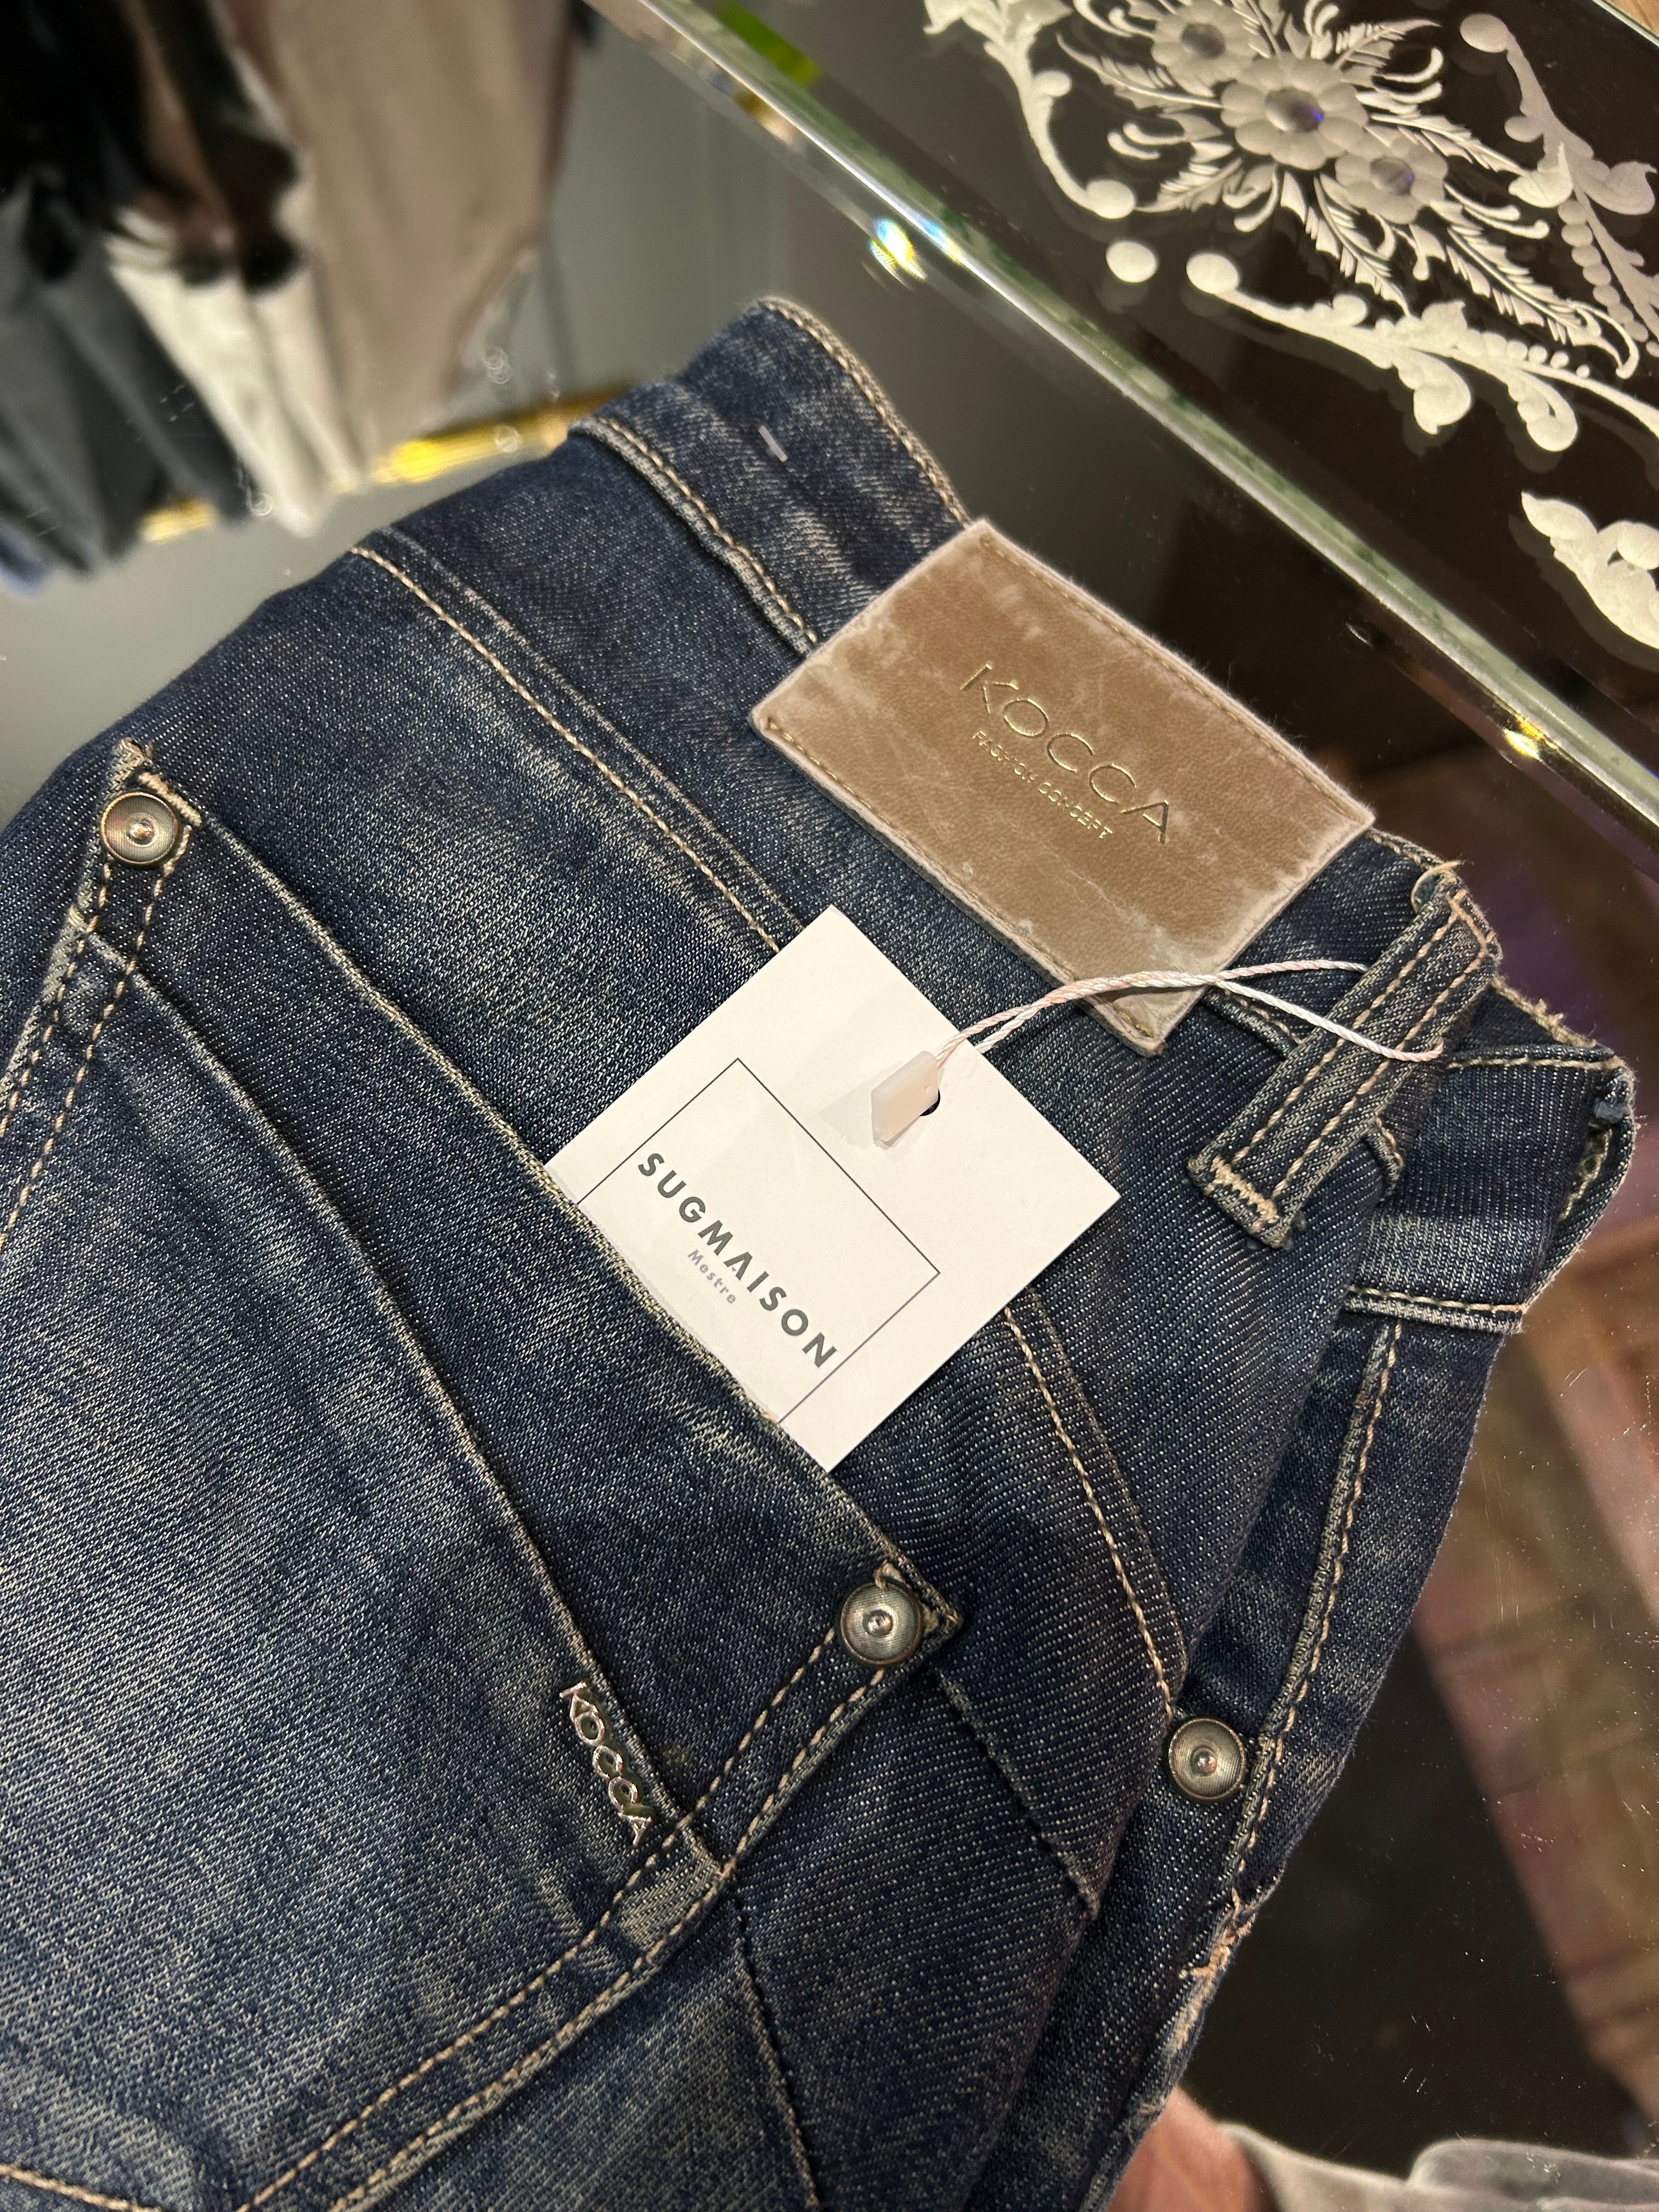 KOCCA
FASHION CONCEPT
SUGMAISON
Mestre
KOCCA